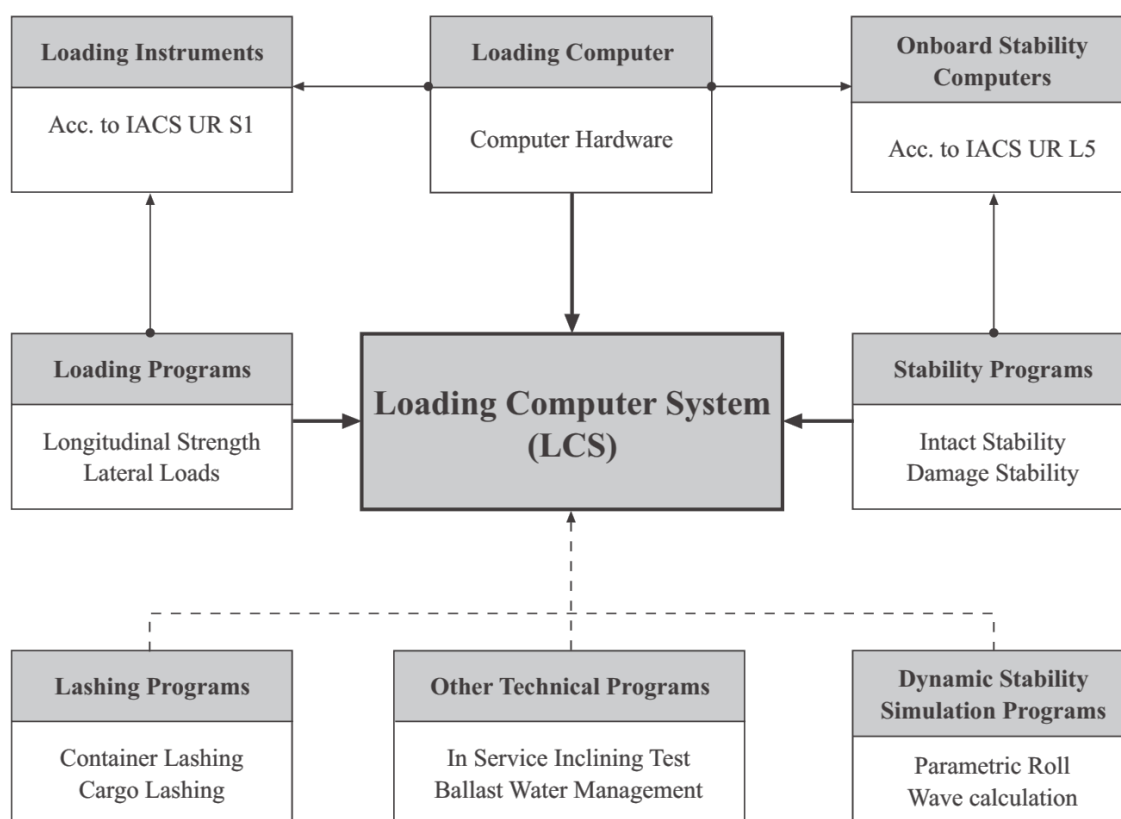 Loading Instruments
Acc. to IACS UR S1
Loading Computer
Computer Hardware
Onboard Stability
Computers
Acc. to IACS UR L5
Loading Programs
Longitudinal Strength
Lateral Loads
Loading Computer System
(LCS)
Stability Programs
Intact Stability
Damage Stability
Lashing Programs
Container Lashing
Cargo Lashing
Other Technical Programs
In Service Inclining Test
Ballast Water Management
Dynamic Stability
Simulation Programs
Parametric Roll
Wave calculation